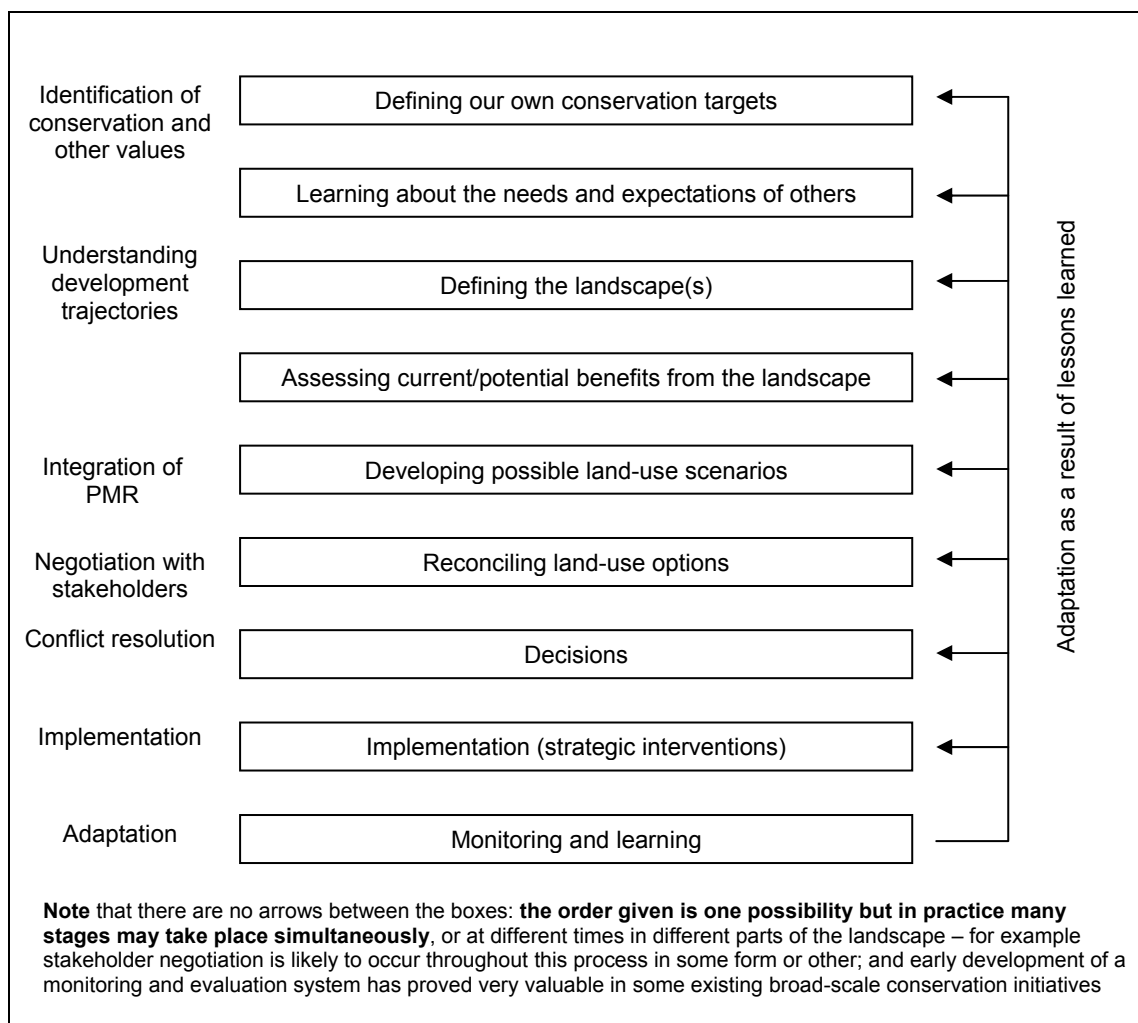 Identification of
conservation and
other values
Defining our own conservation targets
Learning about the needs and expectations of others
Understanding
development
trajectories
Defining the landscape(s)
Assessing current/potential benefits from the landscape
Integration of
PMR
Developing possible land-use scenarios
Negotiation with
stakeholders
Reconciling land-use options
Conflict resolution
Decisions
Implementation
Implementation (strategic interventions)
Adaptation
Monitoring and learning
Adaptation as a result of lessons learned
Note that there are no arrows between the boxes: the order given is one possibility but in practice many
stages may take place simultaneously, or at different times in different parts of the landscape – for example
stakeholder negotiation is likely to occur throughout this process in some form or other; and early development of a
monitoring and evaluation system has proved very valuable in some existing broad-scale conservation initiatives